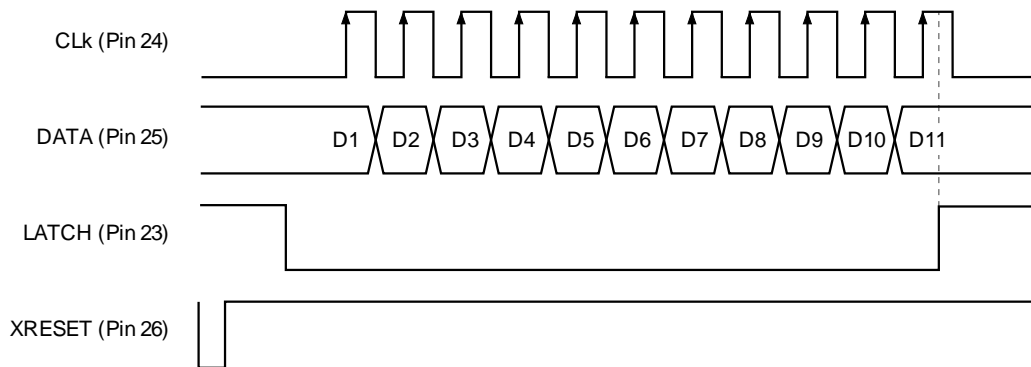 CLk (Pin 24)
DATA (Pin 25)
D1 D2 D3 D4 D5 D6 D7 D8 D9 D10 D11
LATCH (Pin 23)
XRESET (Pin 26)